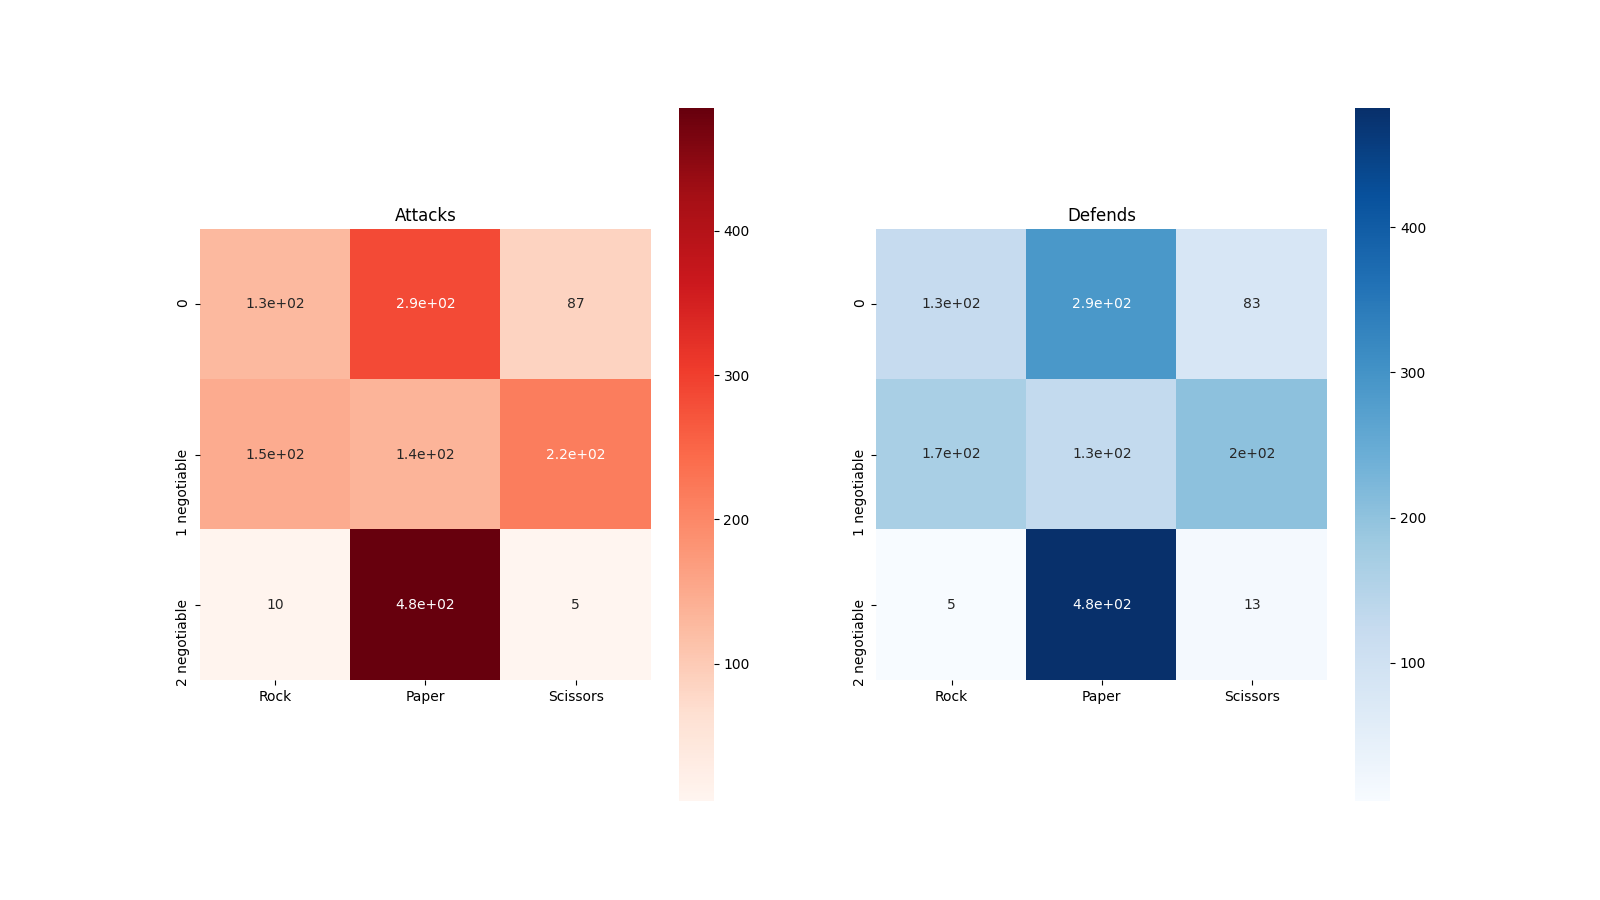 Attacks
0
1.3e+02 2.9e+02 87
1 negotiable
1.5e+02 1.4e+02 2.2e+02
2 negotiable
10 4.8e+02 5
Rock Paper Scissors
400
300
200
100
Defends
0
1.3e+02 2.9e+02 83
1 negotiable
1.7e+02 1.3e+02 2e+02
2 negotiable
5 4.8e+02 13
Rock Paper Scissors
400
300
200
100